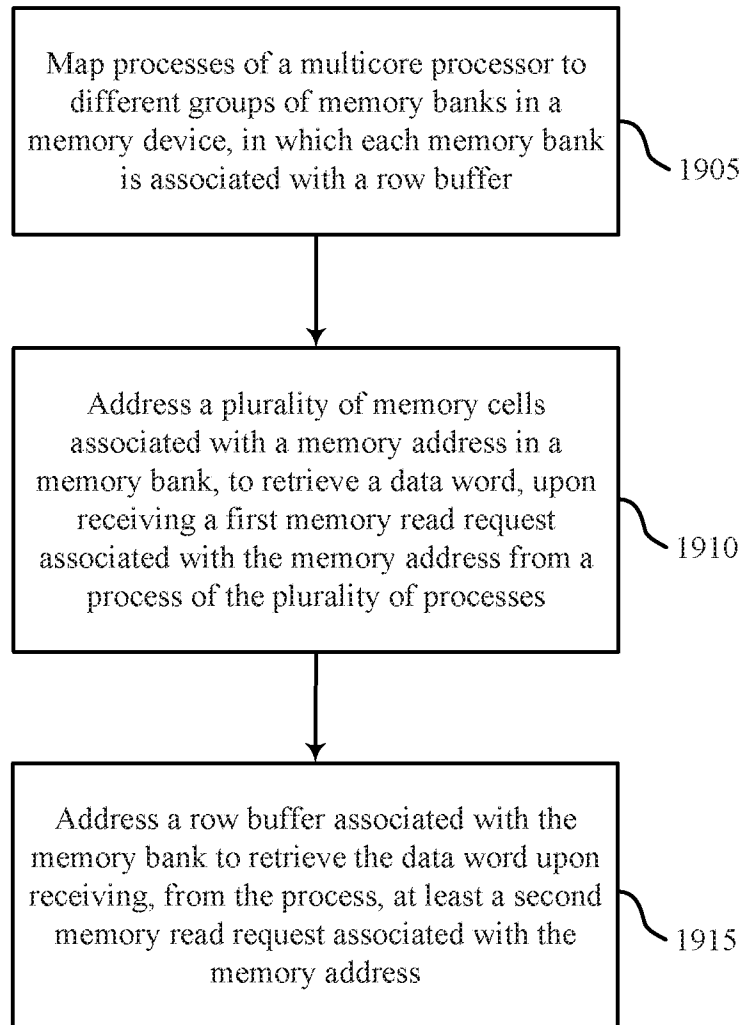 Map processes of a multicore processor to
different groups of memory banks in a
memory device, in which each memory bank
is associated with a row buffer
1905
Address a plurality of memory cells
associated with a memory address in a
memory bank, to retrieve a data word, upon
receiving a first memory read request
associated with the memory address from a
process of the plurality of processes
1910
Address a row buffer associated with the
memory bank to retrieve the data word upon
receiving, from the process, at least a second
memory read request associated with the
memory address
1915